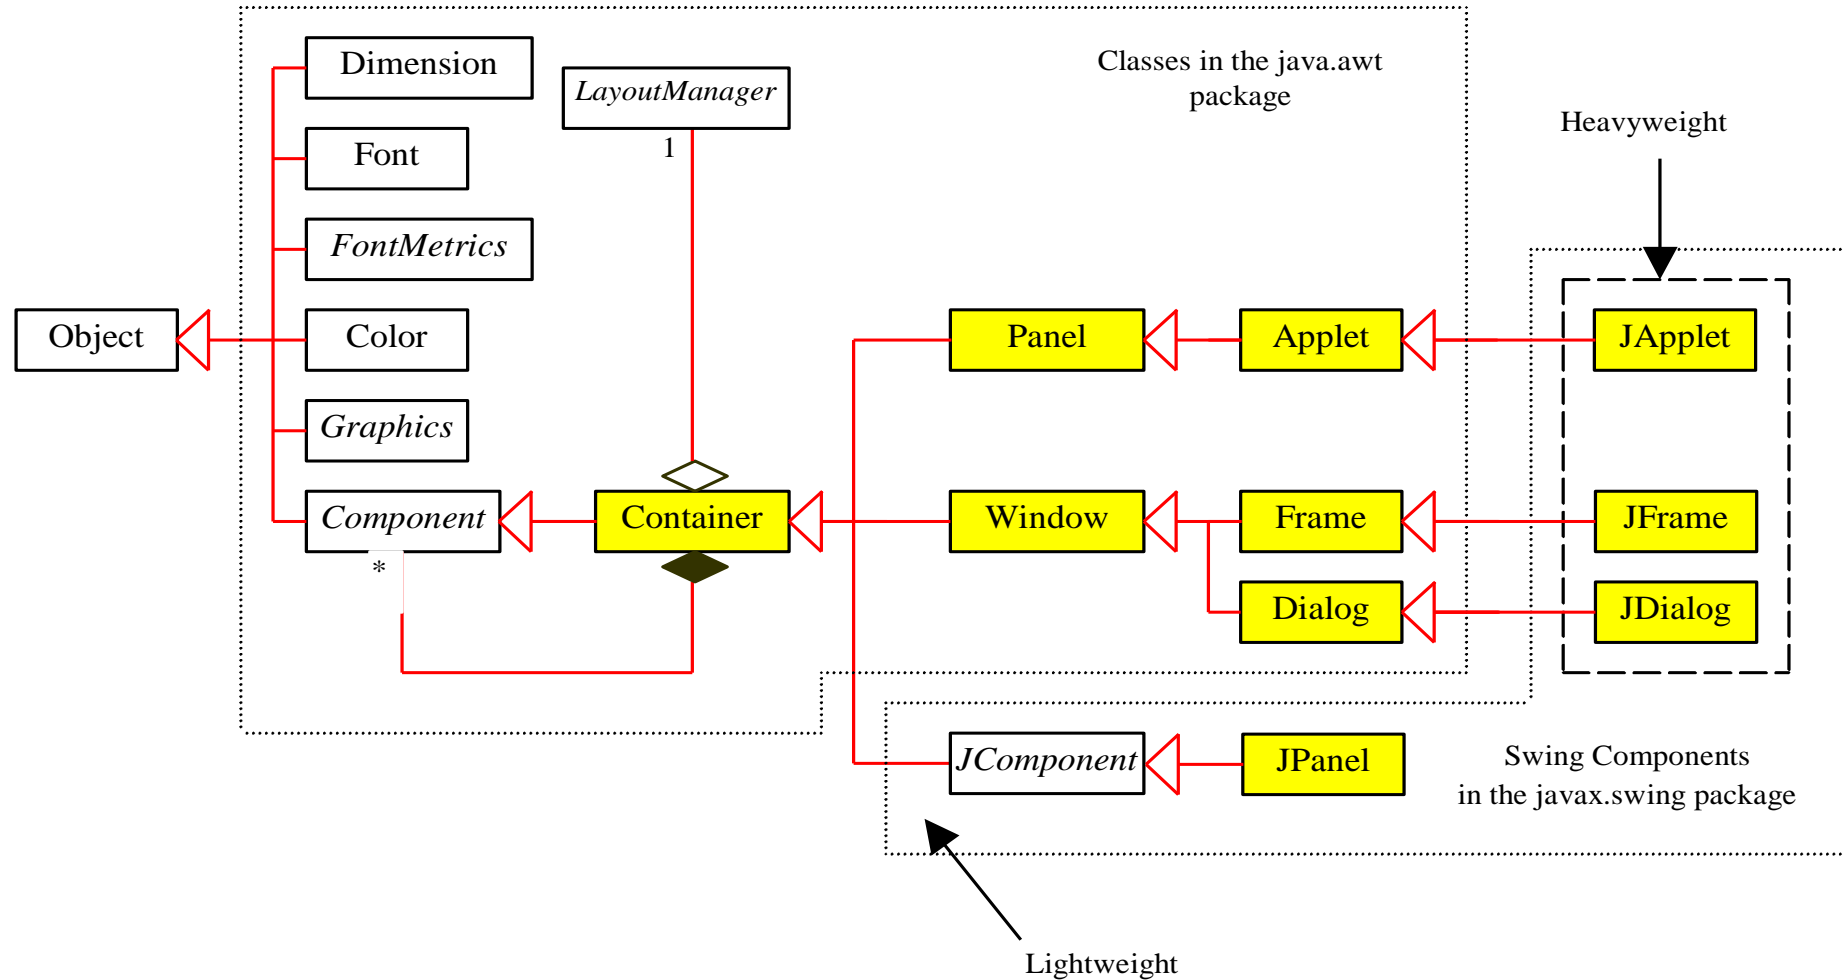 Dimension
LayoutManager
Classes in the java.awt
package
Heavyweight
Font
1
FontMetrics
Object
Color
Panel
Applet
JApplet
Graphics
Component
Container
Window
Frame
JFrame
*
Dialog
JDialog
JComponent
JPanel
Swing Components
in the javax.swing package
Lightweight